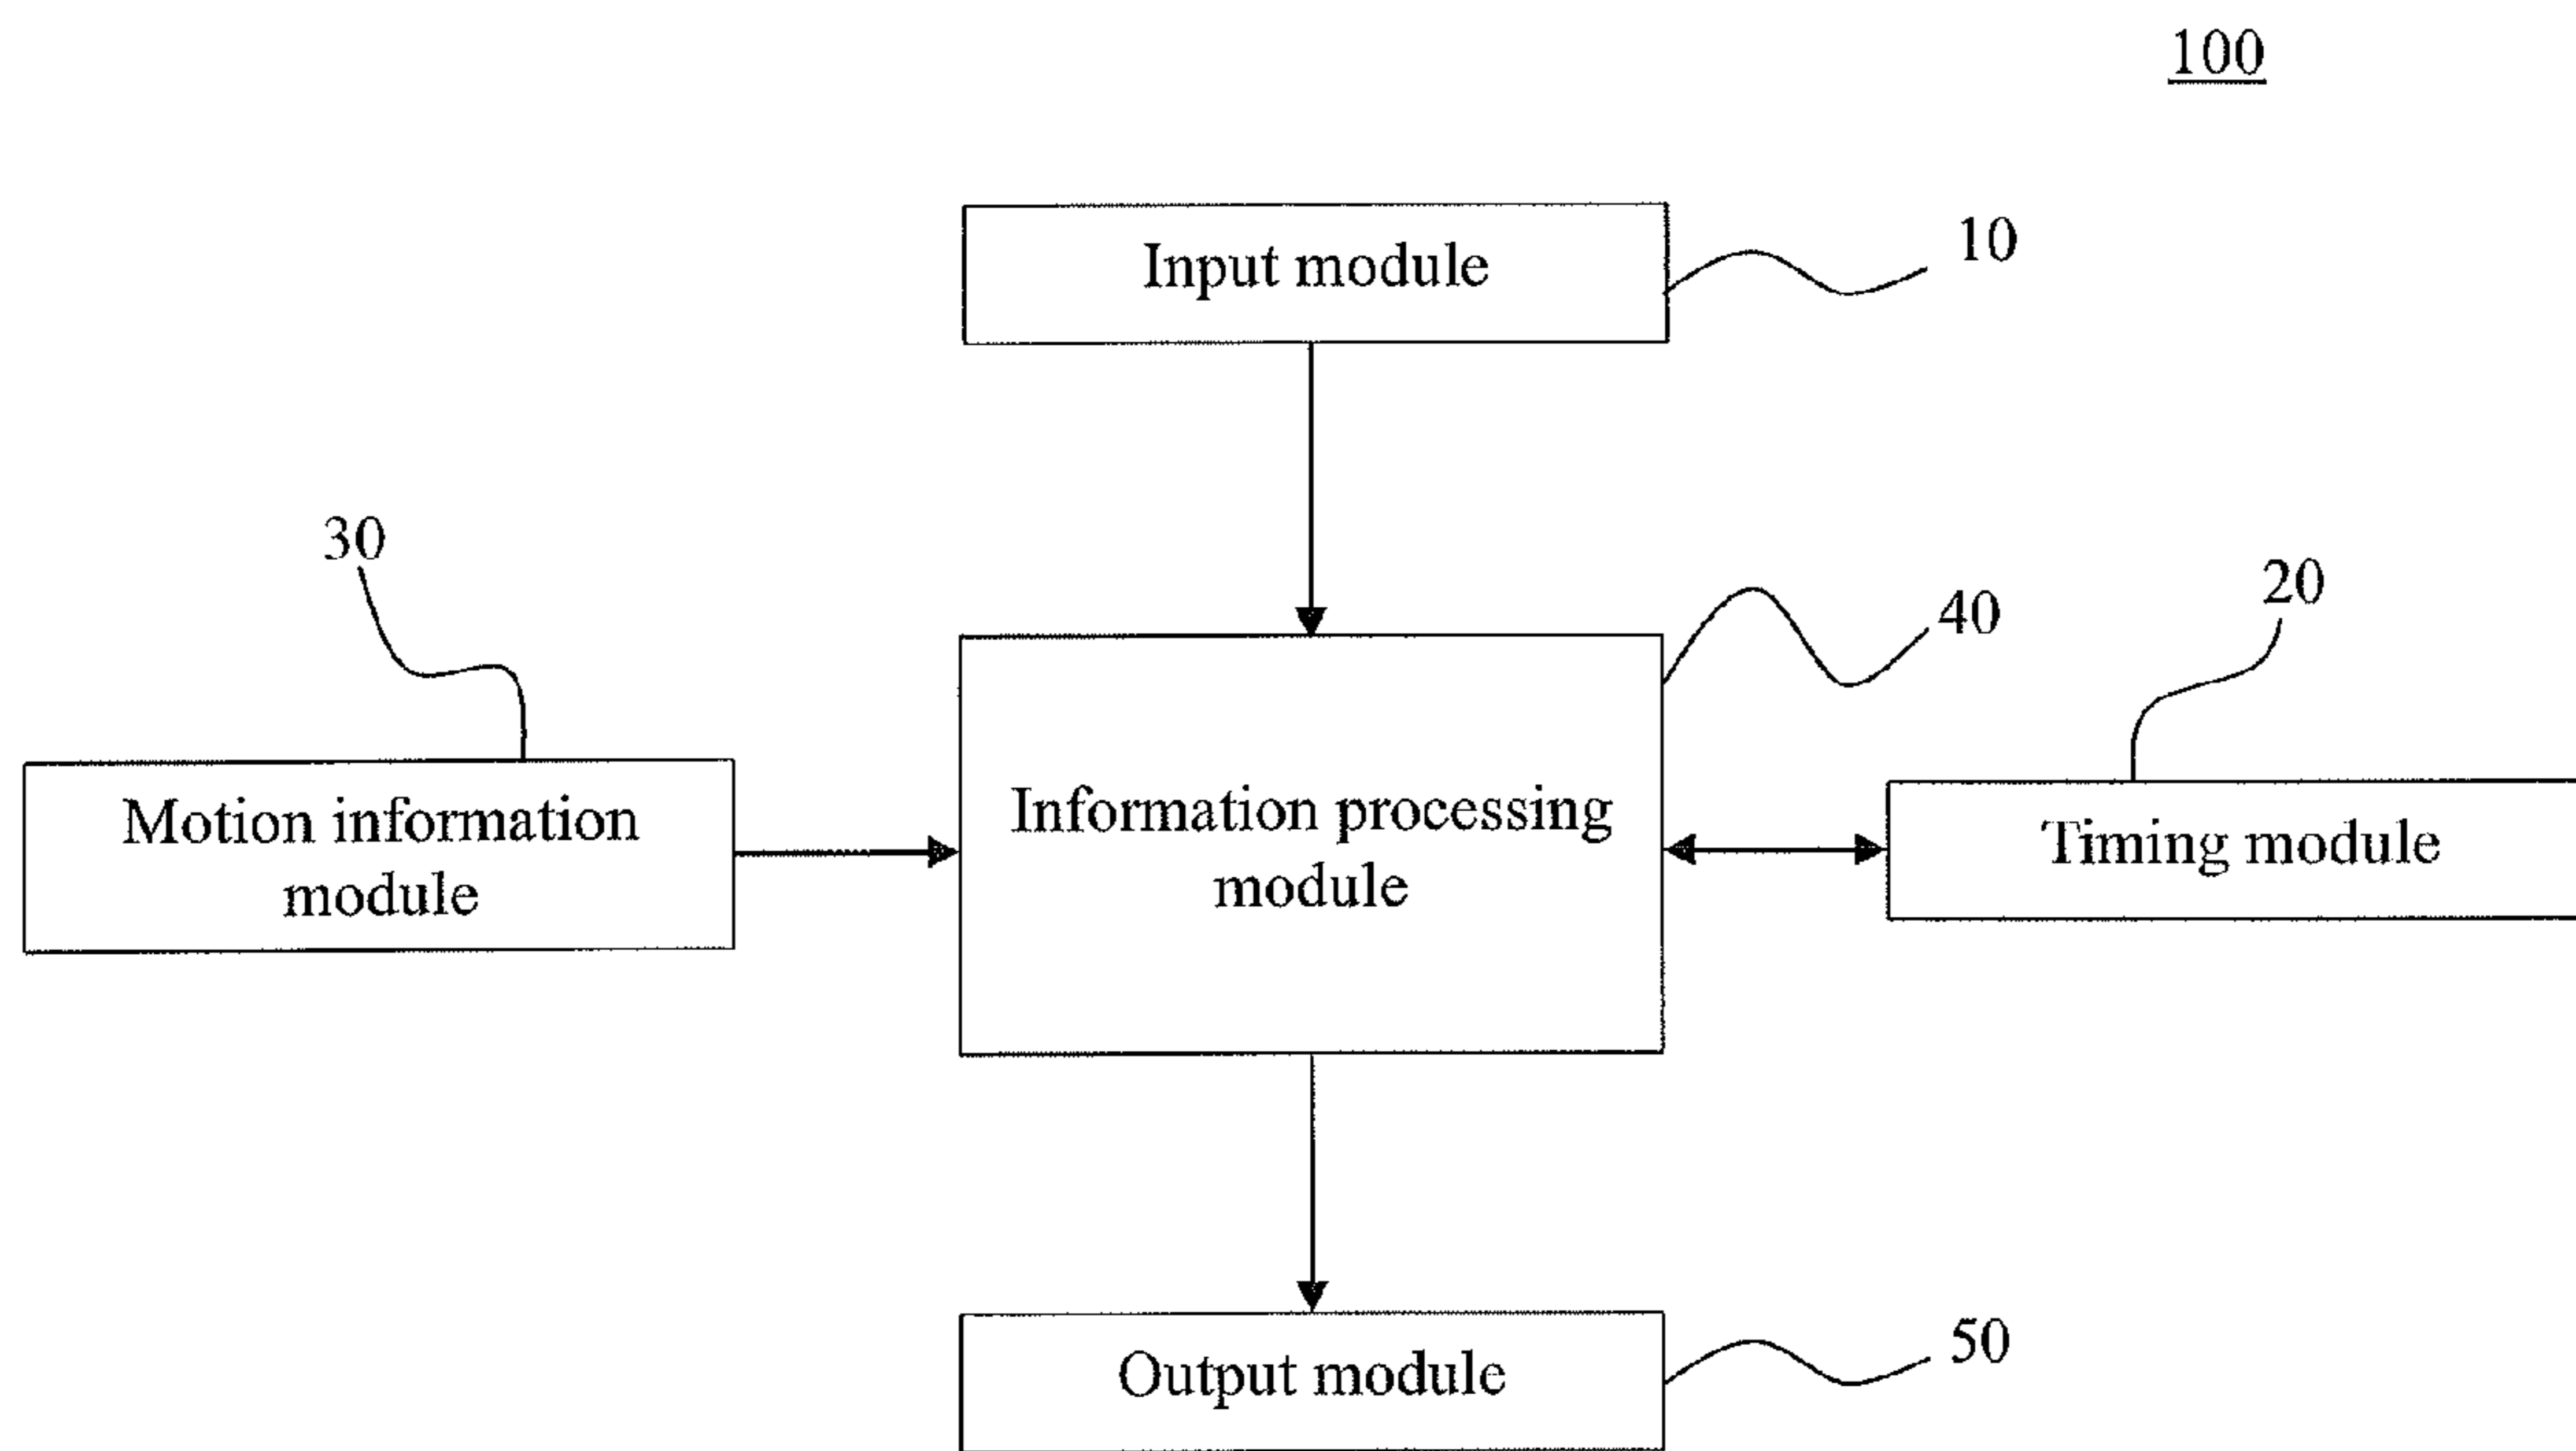 100
Input module
10
30
40
20
Motion information
module
Information processing
module
Timing module
Output module
50